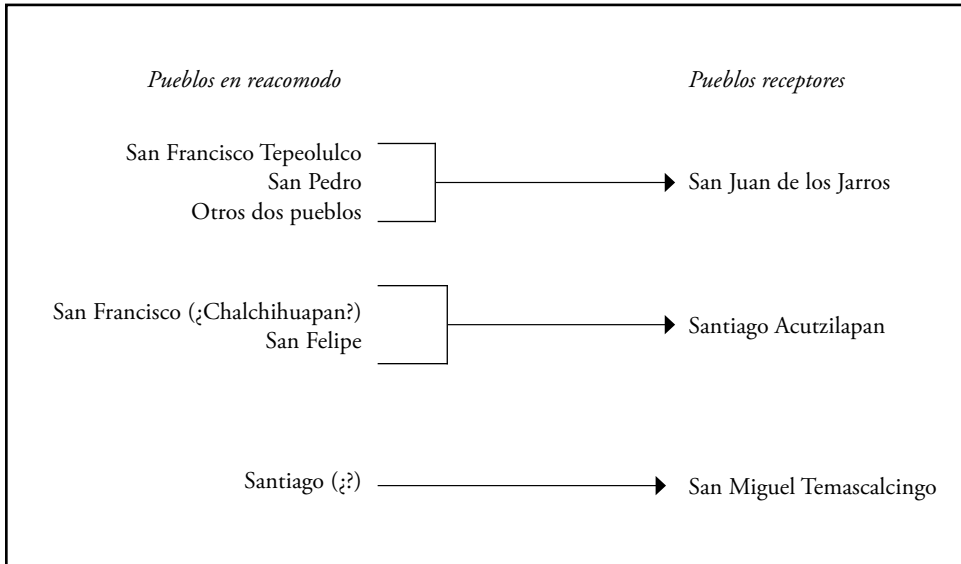 Pueblos en reacomodo
Pueblos receptores
San Francisco Tepeolulco
San Pedro
Otros dos pueblos
San Juan de los Jarros
San Francisco (¿Chalchihuapan?)
San Felipe
Santiago Acutzilapan
Santiago (¿?)
San Miguel Temascalcingo